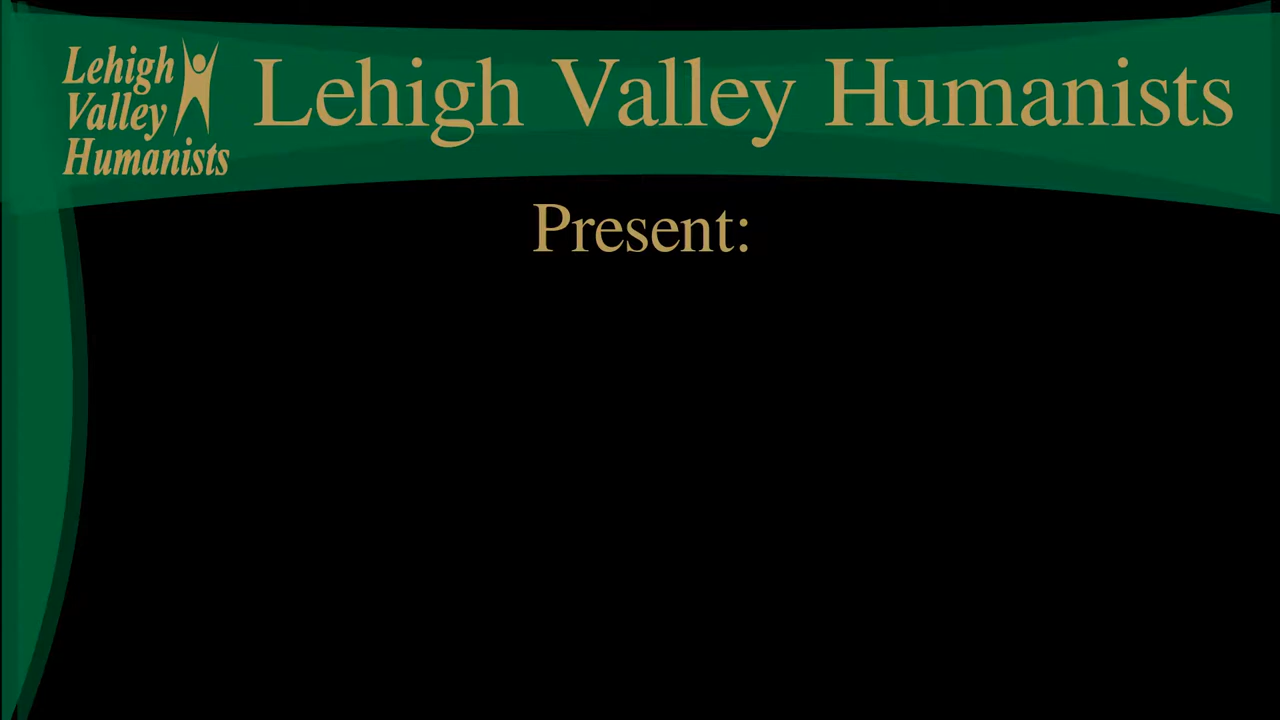 Lehigh
Valley
Humanists
Lehigh Valley Humanists
Present: